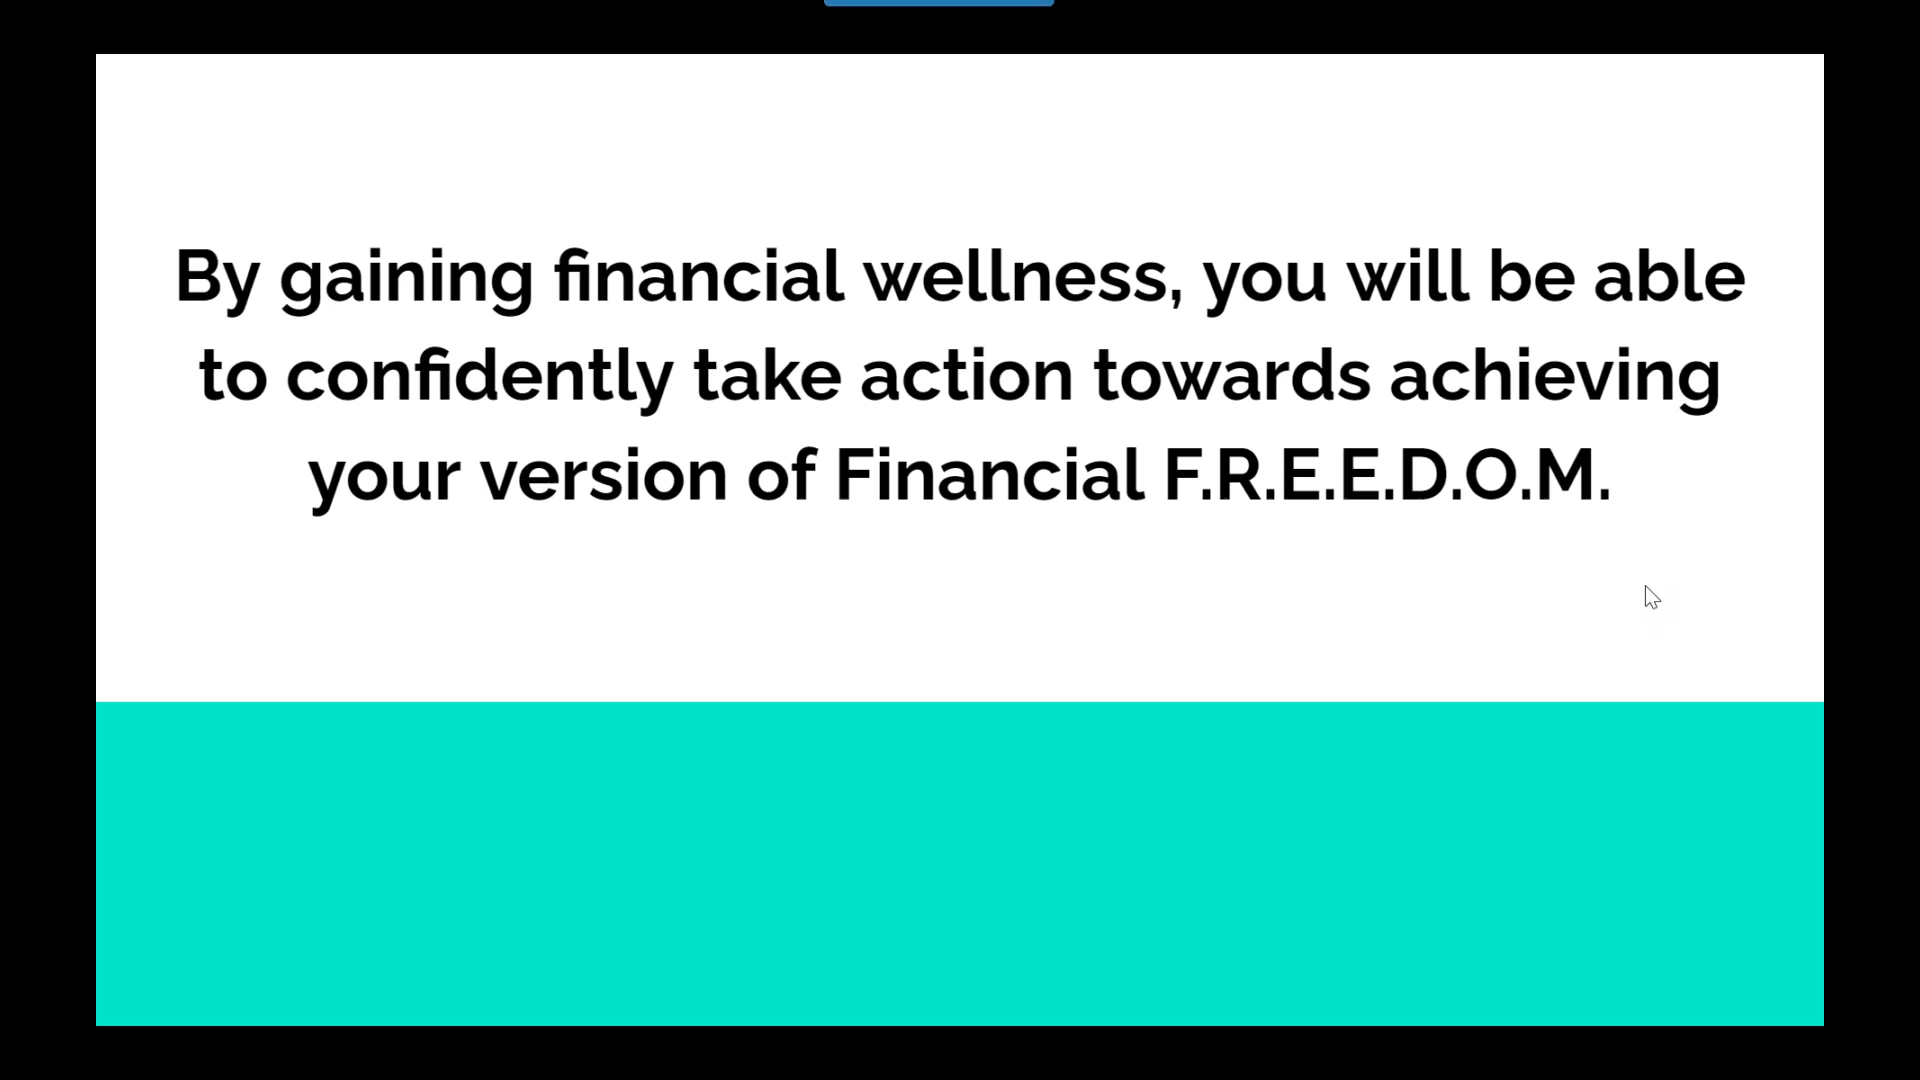 By gaining financial wellness, you will be able
to confidently take action towards achieving
your version of Financial F.R.E.E.D.O.M.